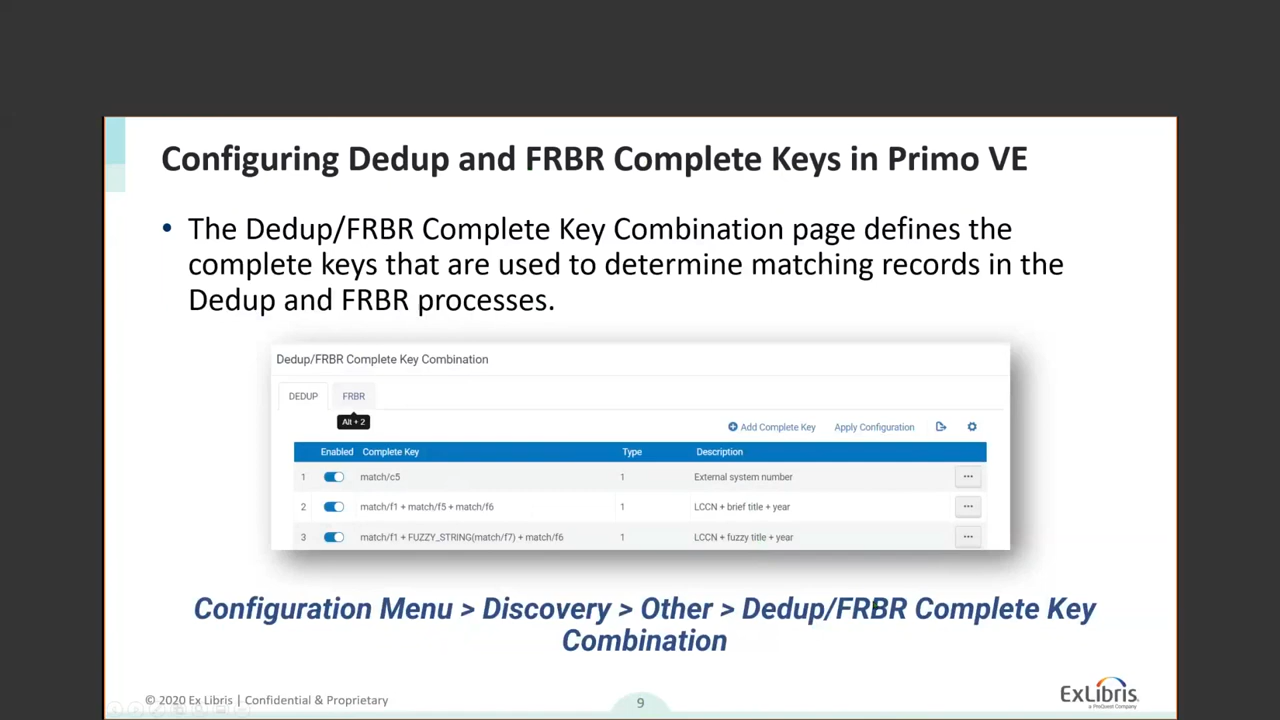 Configuring Dedup and FRBR Complete Keys in Primo VE
• The Dedup/FRBR Complete Key Combination page defines the
complete keys that are used to determine matching records in the
Dedup and FRBR processes.
Dedup/FRBR Complete Key Combination
DEDUP FRBR
Alt + 2
Add Complete Key Apply Configuration
Enabled Complete Key Type Description
1 match/c5 1 External system number
2 match/f1 + match/f5 + match/f6 1 LCCN + brief title + year
3 match/f1 + FUZZY_STRING(match/f7) + match/f6 1 LCCN + fuzzy title + year
Configuration Menu > Discovery > Other > Dedup/FRBR Complete Key
Combination
© 2020 Ex Libris | Confidential & Proprietary
9
ExLibris
a ProQuest Company